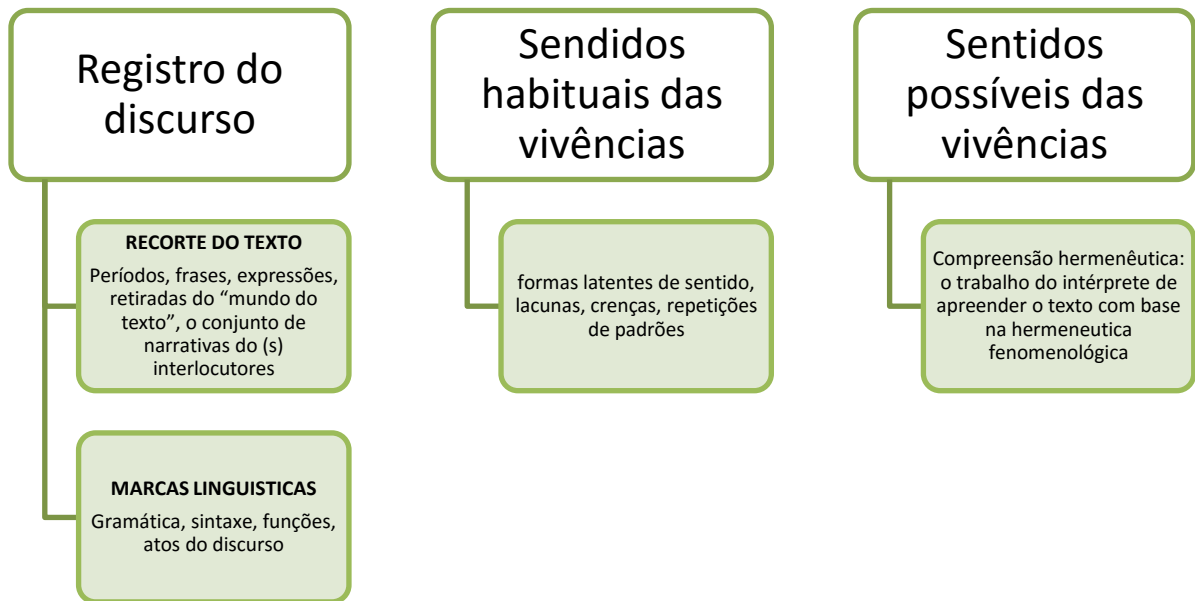 Registro do
discurso
RECORTE DO TEXTO
Períodos, frases, expressões,
retiradas do “mundo do
texto”, o conjunto de
narrativas do (s)
interlocutores
MARCAS LINGUISTICAS
Gramática, sintaxe, funções,
atos do discurso
Sendidos
habituais das
vivências
formas latentes de sentido,
lacunas, crenças, repetições
de padrões
Sentidos
possíveis das
vivências
Compreensão hermenêutica:
o trabalho do intérprete de
apreender o texto com base
na hermeneutica
fenomenológica